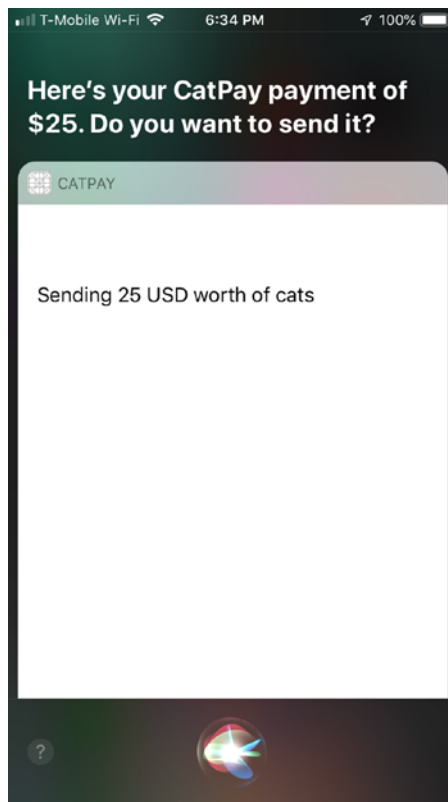 T-Mobile Wi-Fi 6:34 PM 100%
Here's your CatPay payment of
$25. Do you want to send it?
CATPAY
Sending 25 USD worth of cats
?